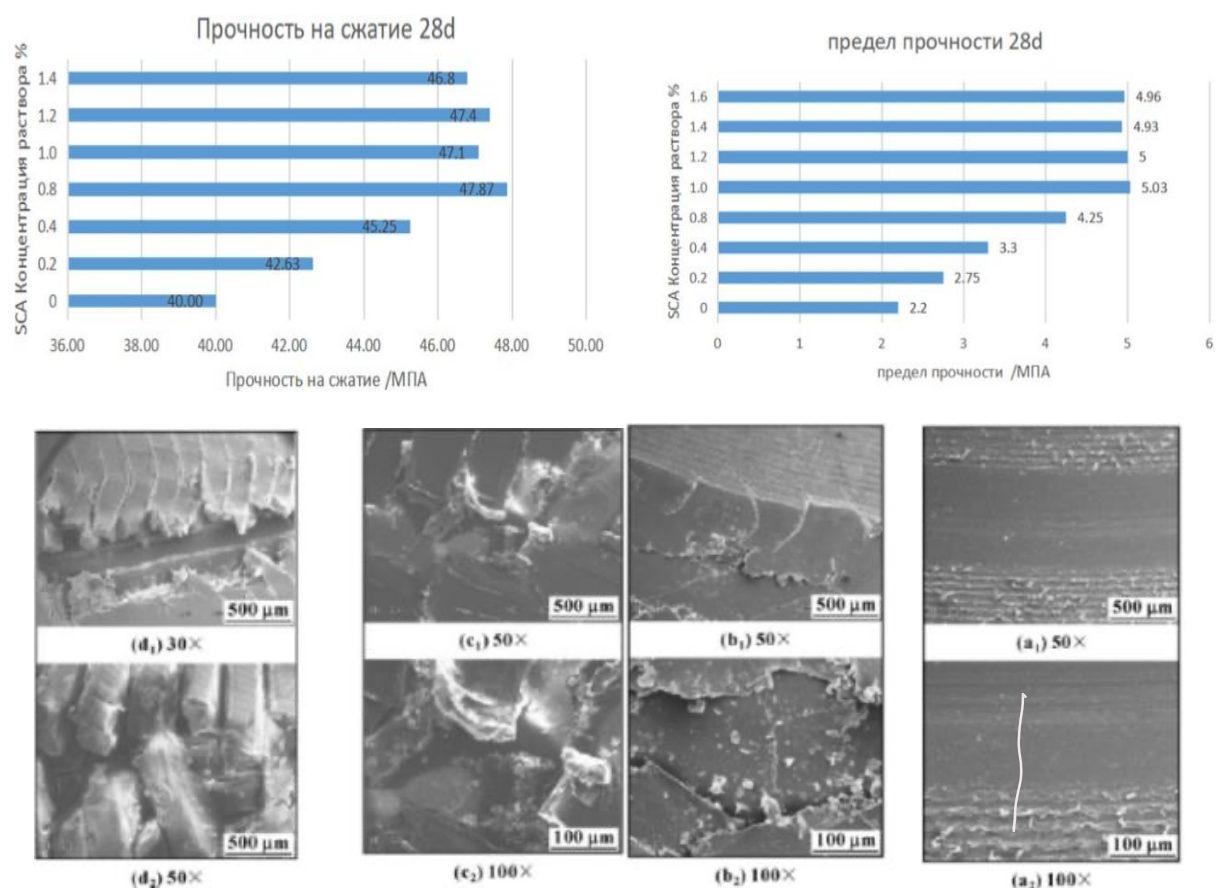 Прочность на сжатие 28d
SCA Концентрация раствора %
1.4
46.8
1.2
47.4
1.0
47.1
0.8
47.87
0.4
45.25
0.2
42.63
0
40.00
36.00 38.00 40.00 42.00 44.00 46.00 48.00 50.00
Прочность на сжатие /МПА
предел прочности 28d
SCA Концентрация раствора %
1.6
4.96
1.4
4.93
1.2
5
1.0
5.03
0.8
4.25
0.4
3.3
0.2
2.75
0
2.2
0 1 2 3 4 5 6
предел прочности /МПА
500 µm
500 µm
500 µm
500 µm
(d₁) 30×
(c₁) 50×
(b₁) 50×
(a₁) 50×
500 µm
100 µm
100 µm
100 µm
(d₂) 50×
(c₂) 100×
(b₂) 100×
(a₂) 100×